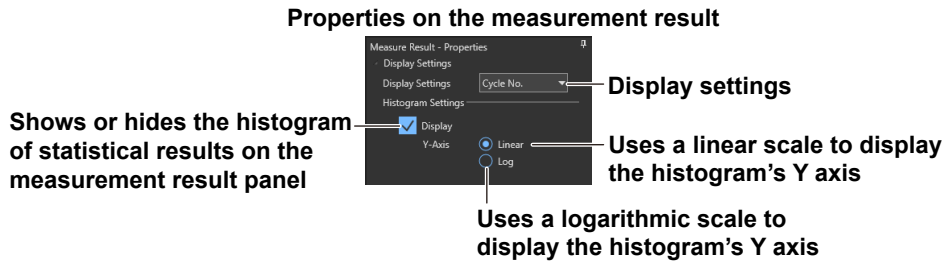 Properties on the measurement result
Measure Result - Properties
Display Settings
Display Settings Cycle No.
Display settings
Histogram Settings
Shows or hides the histogram
of statistical results on the
measurement result panel
Display
Y-Axis Linear
Log
Uses a linear scale to display
the histogram's Y axis
Uses a logarithmic scale to
display the histogram's Y axis